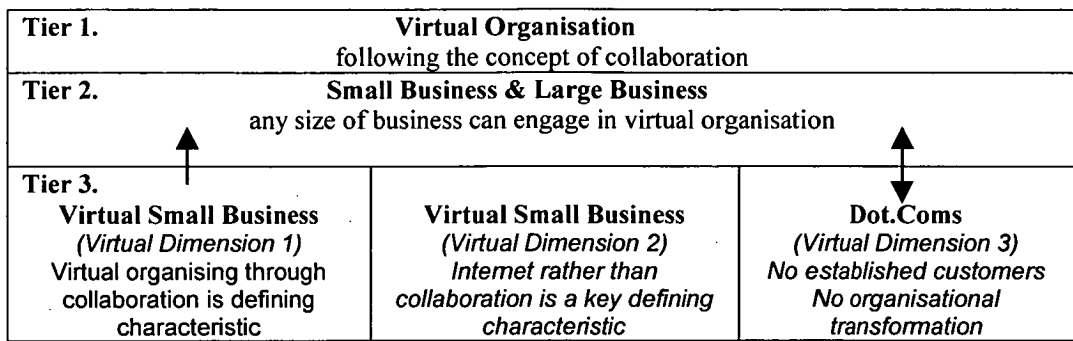 Tier 1. Virtual Organisation
following the concept of collaboration
Tier 2. Small Business & Large Business
any size of business can engage in virtual organisation
Tier 3.
Virtual Small Business
(Virtual Dimension 1)
Virtual organising through
collaboration is defining
characteristic
Virtual Small Business
(Virtual Dimension 2)
Internet rather than
collaboration is a key defining
characteristic
Dot.Coms
(Virtual Dimension 3)
No established customers
No organisational
transformation